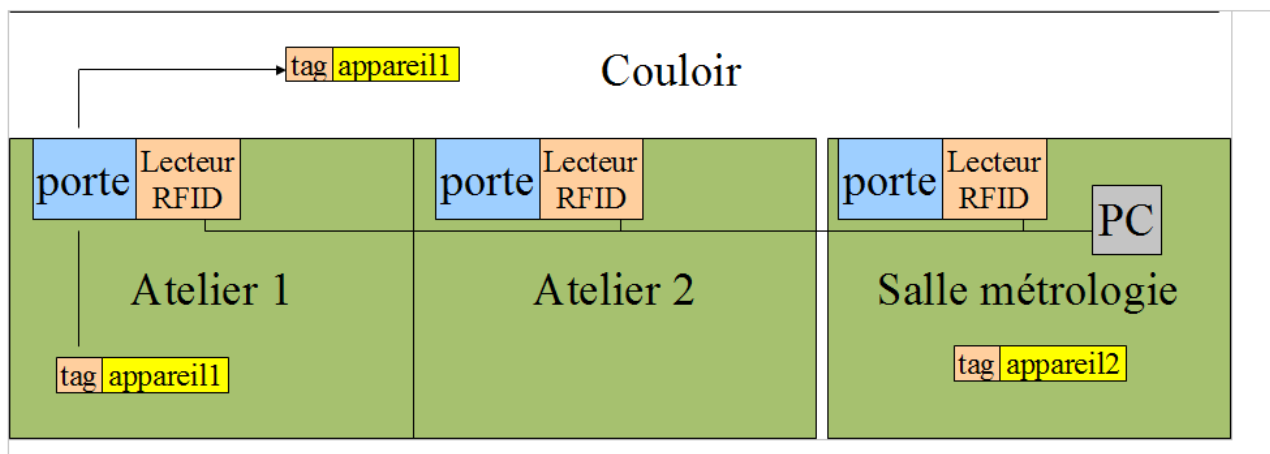 tag appareil1
Couloir
porte
Lecteur
RFID
porte
Lecteur
RFID
porte
Lecteur
RFID
PC
Atelier 1
Atelier 2
Salle métrologie
tag appareil1
tag appareil2